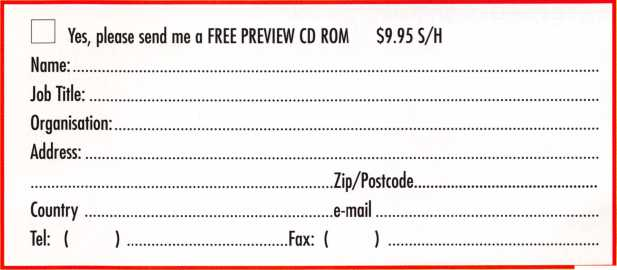 Yes, please send me a FREE PREVIEW CD ROM $9.95 S/H
Name:
Job Title:
Organisation:
Address:
Zip/Postcode
Country e-mail
Tel: ( ) Fax: ( )